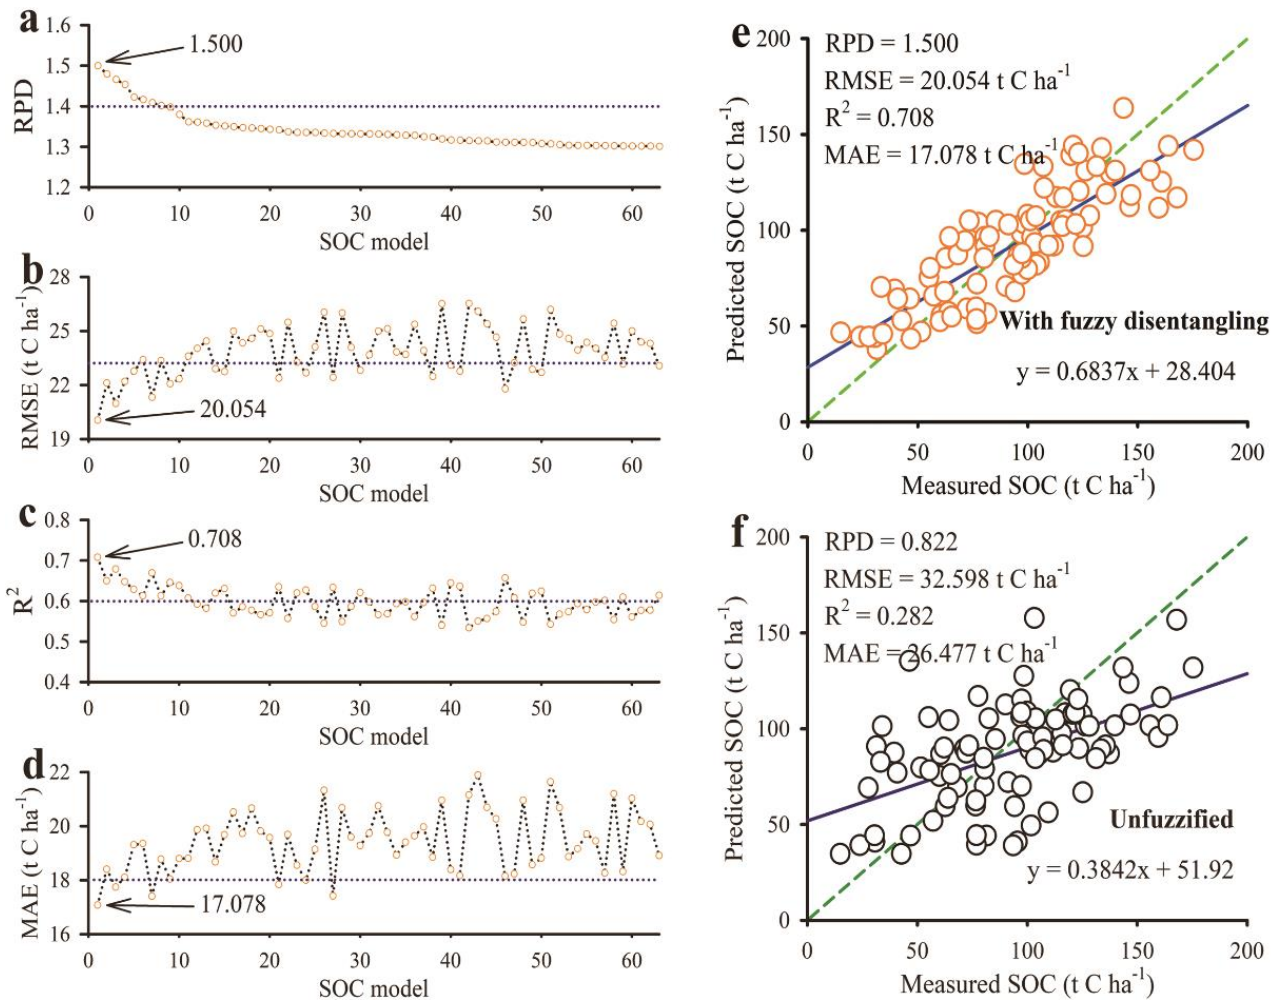 a
1.6
1.5
1.4
1.3
1.2
RPD
1.500
0 10 20 30 40 50 60
SOC model
b
28
25
22
19
RMSE (t C ha⁻¹)
20.054
0 10 20 30 40 50 60
SOC model
c
0.8
0.7
0.6
0.5
0.4
R²
0.708
0 10 20 30 40 50 60
SOC model
d
22
20
18
16
MAE (t C ha⁻¹)
17.078
0 10 20 30 40 50 60
SOC model
e
200
150
100
50
0
Predicted SOC (t C ha⁻¹)
RPD = 1.500
RMSE = 20.054 t C ha⁻¹
R² = 0.708
MAE = 17.078 t C ha⁻¹
With fuzzy disentangling
y = 0.6837x + 28.404
0 50 100 150 200
Measured SOC (t C ha⁻¹)
f
200
150
100
50
0
Predicted SOC (t C ha⁻¹)
RPD = 0.822
RMSE = 32.598 t C ha⁻¹
R² = 0.282
MAE = 26.477 t C ha⁻¹
Unfuzzified
y = 0.3842x + 51.92
0 50 100 150 200
Measured SOC (t C ha⁻¹)